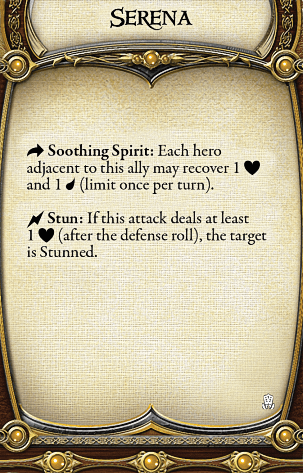 Serena
Soothing Spirit: Each hero
adjacent to this ally may recover 1
and 1 (limit once per turn).
Stun: If this attack deals at least
1 (after the defense roll), the target
is Stunned.